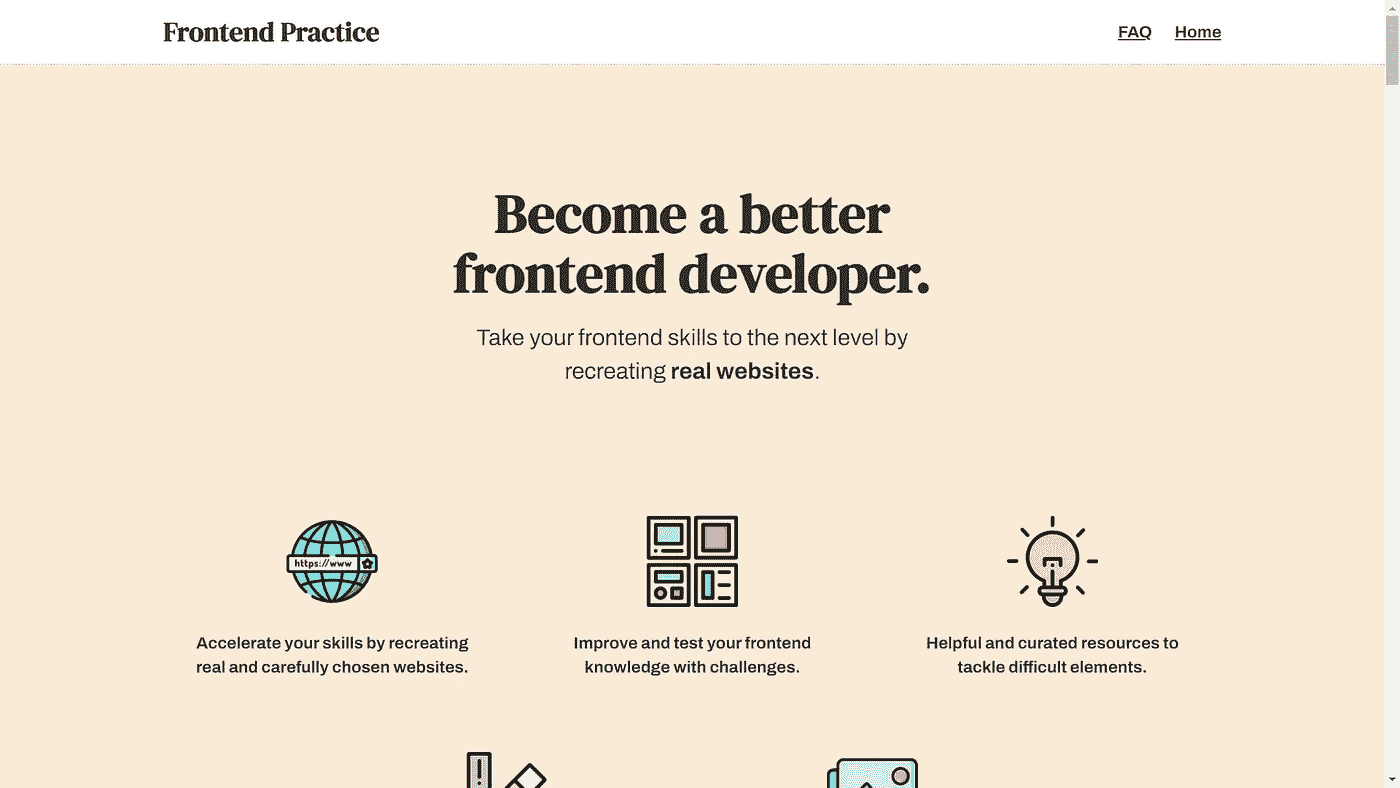 Frontend Practice
FAQ Home
Become a better
frontend developer.
Take your frontend skills to the next level by
recreating real websites.
https://www
Accelerate your skills by recreating
real and carefully chosen websites.
Improve and test your frontend
knowledge with challenges.
Helpful and curated resources to
tackle difficult elements.